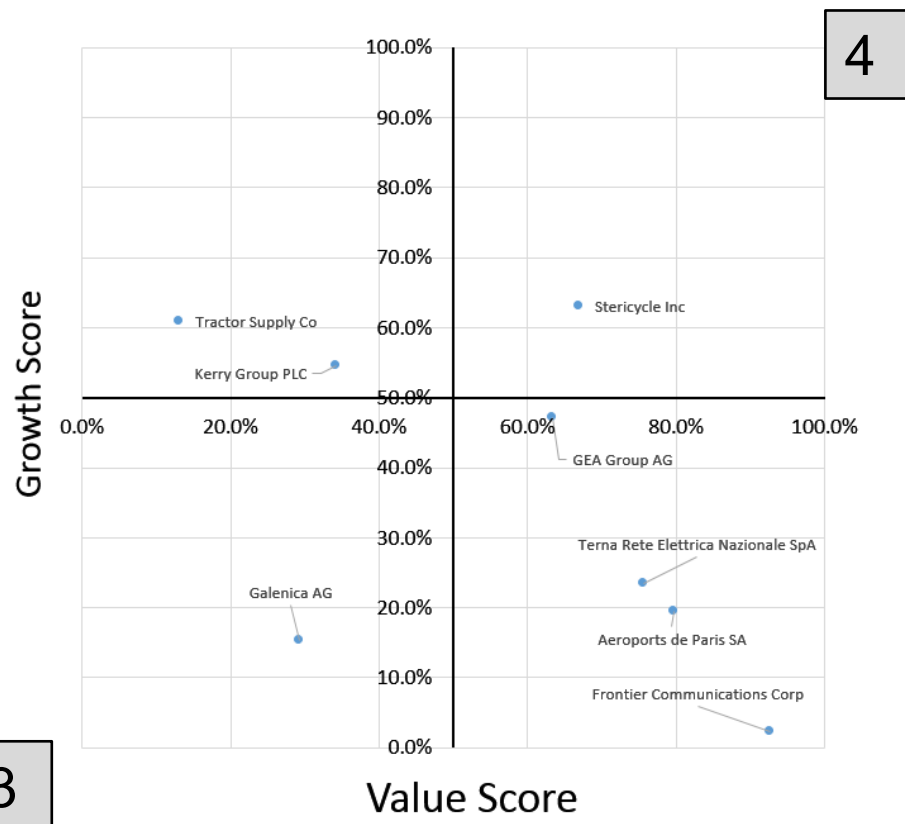 4
100.0%
90.0%
80.0%
70.0%
Stericycle Inc
Tractor Supply Co
60.0%
Kerry Group PLC
50.0%
0.0%
20.0%
40.0%
60.0%
80.0%
100.0%
40.0%
GEA Group AG
30.0%
Terna Rete Elettrica Nazionale SpA
Galenica AG
20.0%
Aeroports de Paris SA
10.0%
Frontier Communications Corp
0.0%
Growth Score
Value Score
3